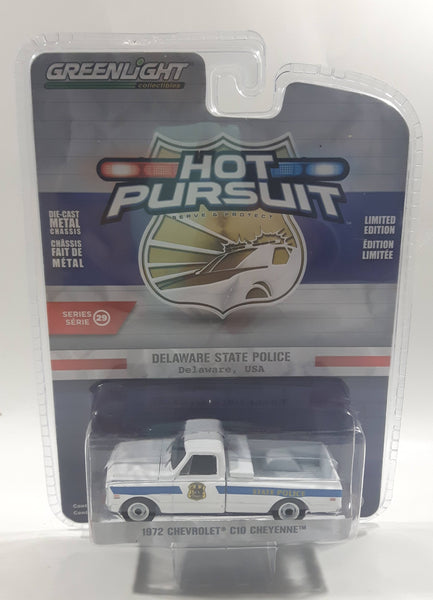 GREENLiGHT
collectibles
HOT
PURSUIT
SERVE & PROTECT
DIE-CAST
METAL
CHASSIS
CHÂSSIS
FAIT DE
MÉTAL
LIMITED
EDITION
ÉDITION
LIMITÉE
SERIES
SÉRIE 29
DELAWARE STATE POLICE
Delaware, USA
STATE POLICE
1972 CHEVROLET® C10 CHEYENNE™